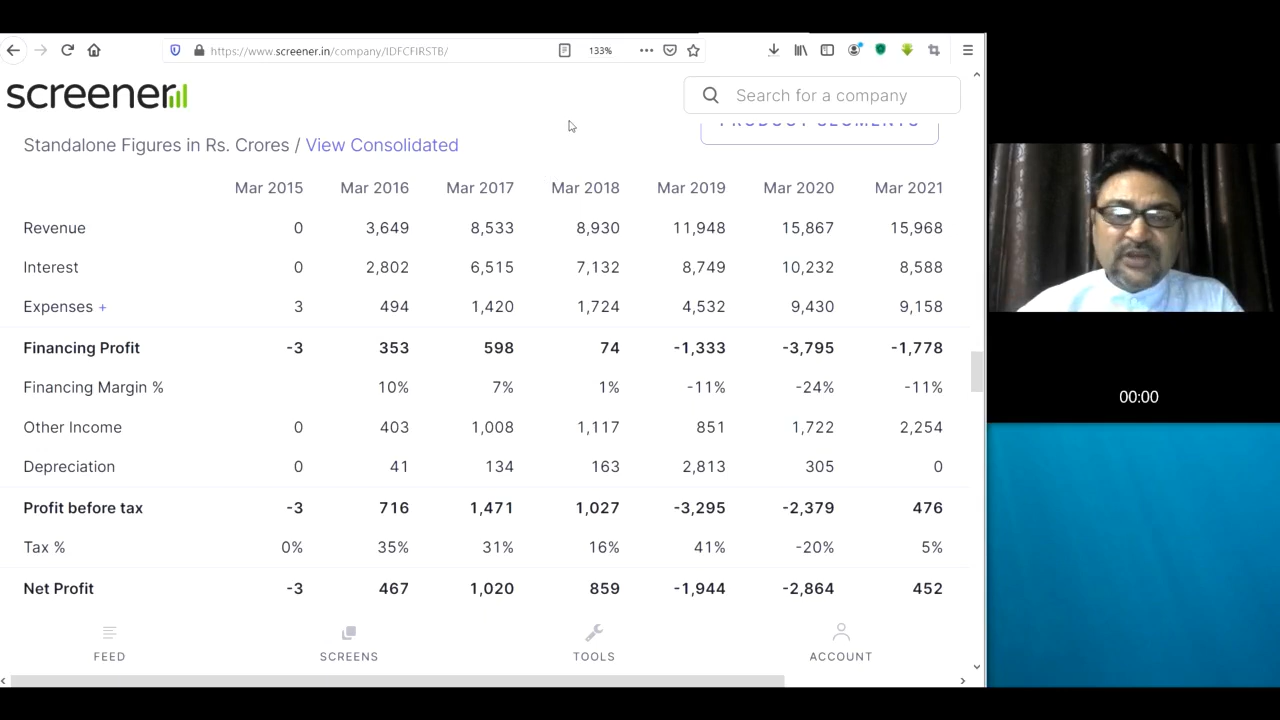 https://www.screener.in/company/IDFCFIRSTB/ 133%
screener
Search for a company
PRODUCT SEGMENTS
Standalone Figures in Rs. Crores / View Consolidated
Mar 2015 Mar 2016 Mar 2017 Mar 2018 Mar 2019 Mar 2020 Mar 2021
Revenue 0 3,649 8,533 8,930 11,948 15,867 15,968
Interest 0 2,802 6,515 7,132 8,749 10,232 8,588
Expenses + 3 494 1,420 1,724 4,532 9,430 9,158
Financing Profit -3 353 598 74 -1,333 -3,795 -1,778
Financing Margin % 10% 7% 1% -11% -24% -11%
Other Income 0 403 1,008 1,117 851 1,722 2,254
Depreciation 0 41 134 163 2,813 305 0
Profit before tax -3 716 1,471 1,027 -3,295 -2,379 476
Tax % 0% 35% 31% 16% 41% -20% 5%
Net Profit -3 467 1,020 859 -1,944 -2,864 452
FEED SCREENS TOOLS ACCOUNT
00:00